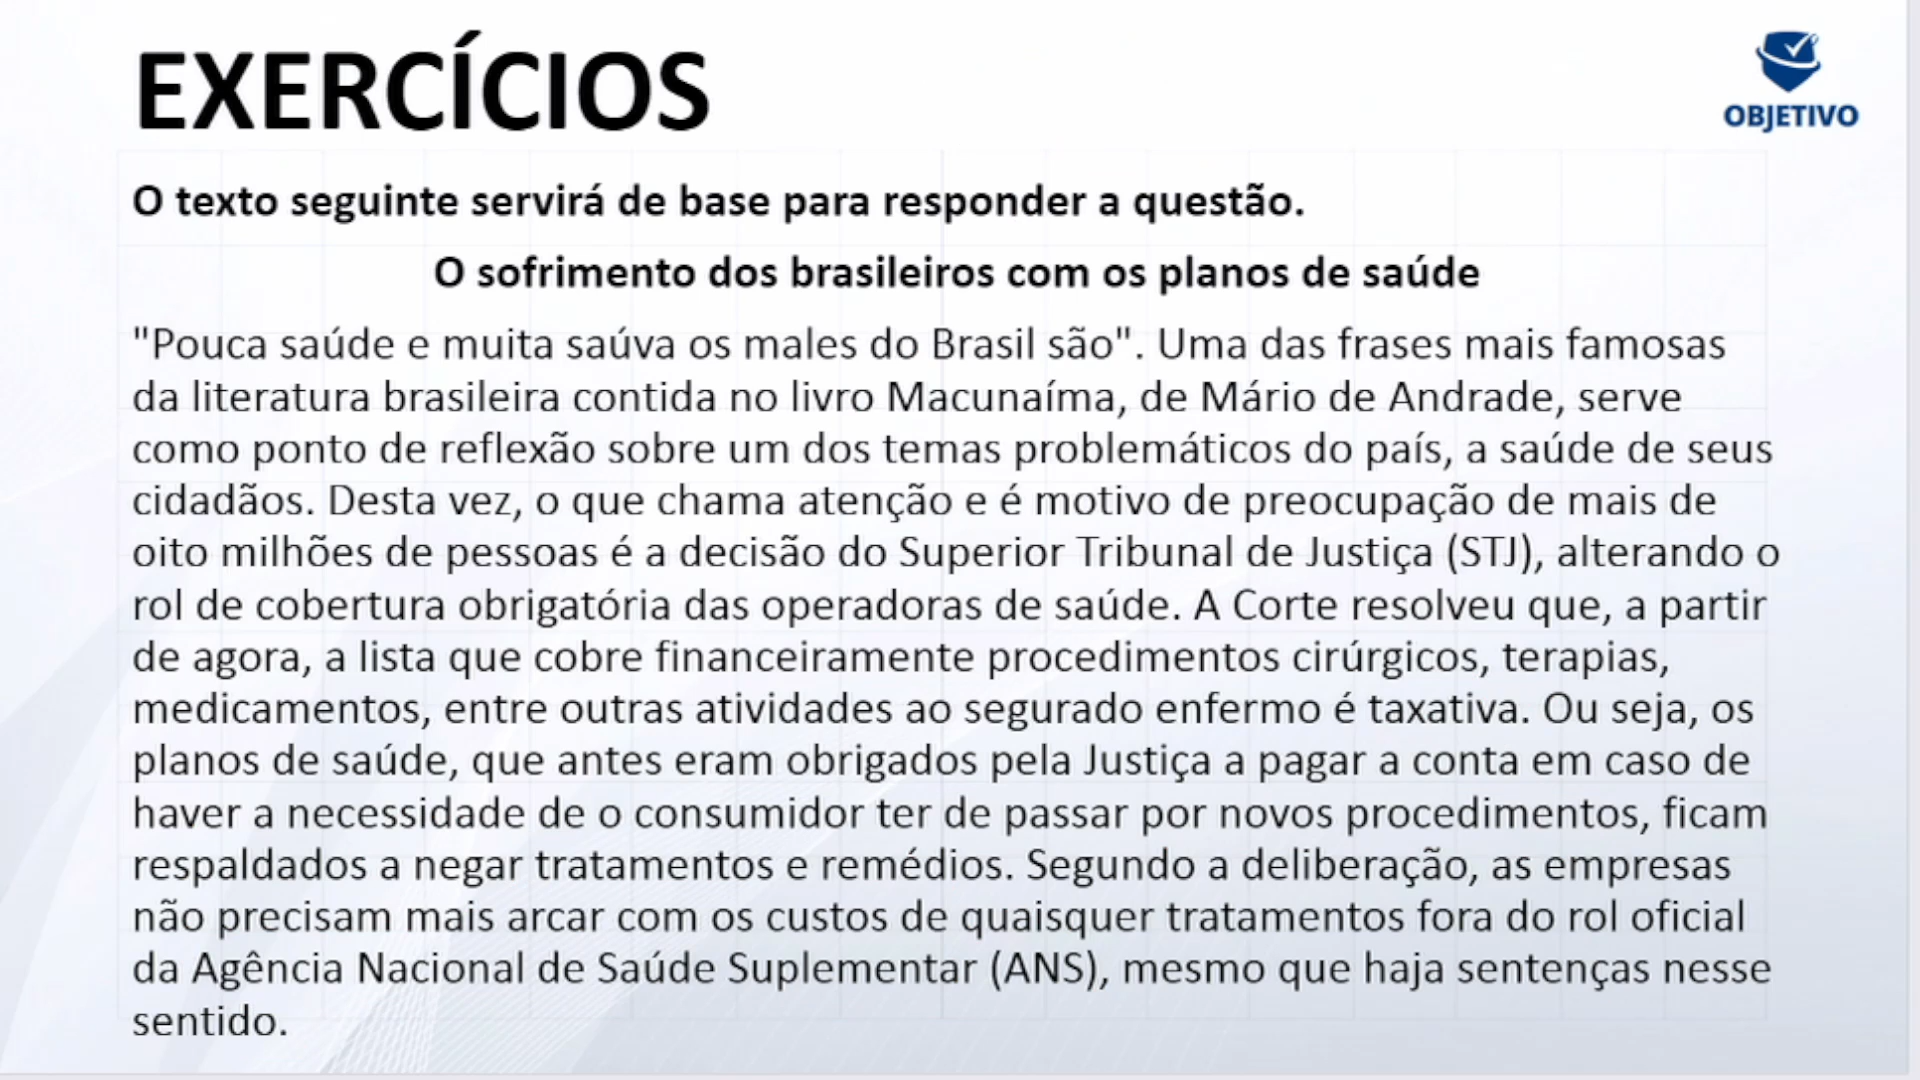 EXERCÍCIOS
OBJETIVO
O texto seguinte servirá de base para responder a questão.
O sofrimento dos brasileiros com os planos de saúde
"Pouca saúde e muita saúva os males do Brasil são". Uma das frases mais famosas
da literatura brasileira contida no livro Macunaíma, de Mário de Andrade, serve
como ponto de reflexão sobre um dos temas problemáticos do país, a saúde de seus
cidadãos. Desta vez, o que chama atenção e é motivo de preocupação de mais de
oito milhões de pessoas é a decisão do Superior Tribunal de Justiça (STJ), alterando o
rol de cobertura obrigatória das operadoras de saúde. A Corte resolveu que, a partir
de agora, a lista que cobre financeiramente procedimentos cirúrgicos, terapias,
medicamentos, entre outras atividades ao segurado enfermo é taxativa. Ou seja, os
planos de saúde, que antes eram obrigados pela Justiça a pagar a conta em caso de
haver a necessidade de o consumidor ter de passar por novos procedimentos, ficam
respaldados a negar tratamentos e remédios. Segundo a deliberação, as empresas
não precisam mais arcar com os custos de quaisquer tratamentos fora do rol oficial
da Agência Nacional de Saúde Suplementar (ANS), mesmo que haja sentenças nesse
sentido.